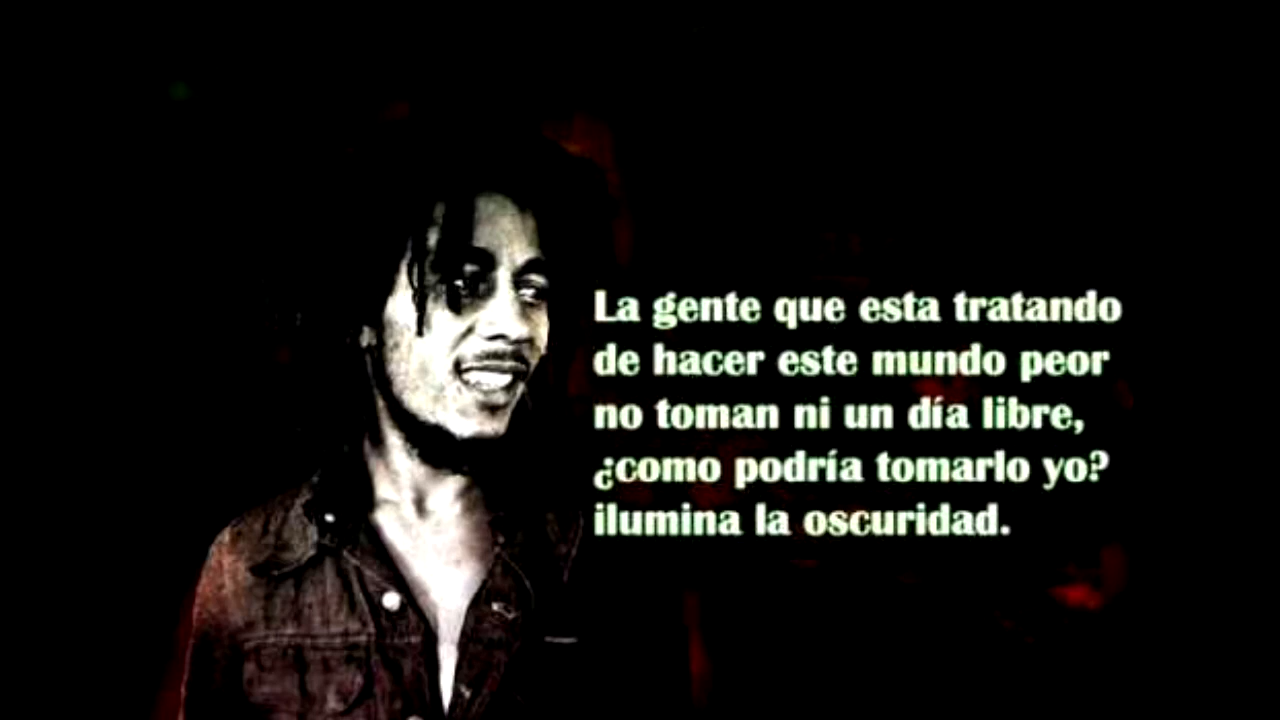 La gente que esta tratando
de hacer este mundo peor
no toman ni un día libre,
¿como podría tomarlo yo?
ilumina la oscuridad.